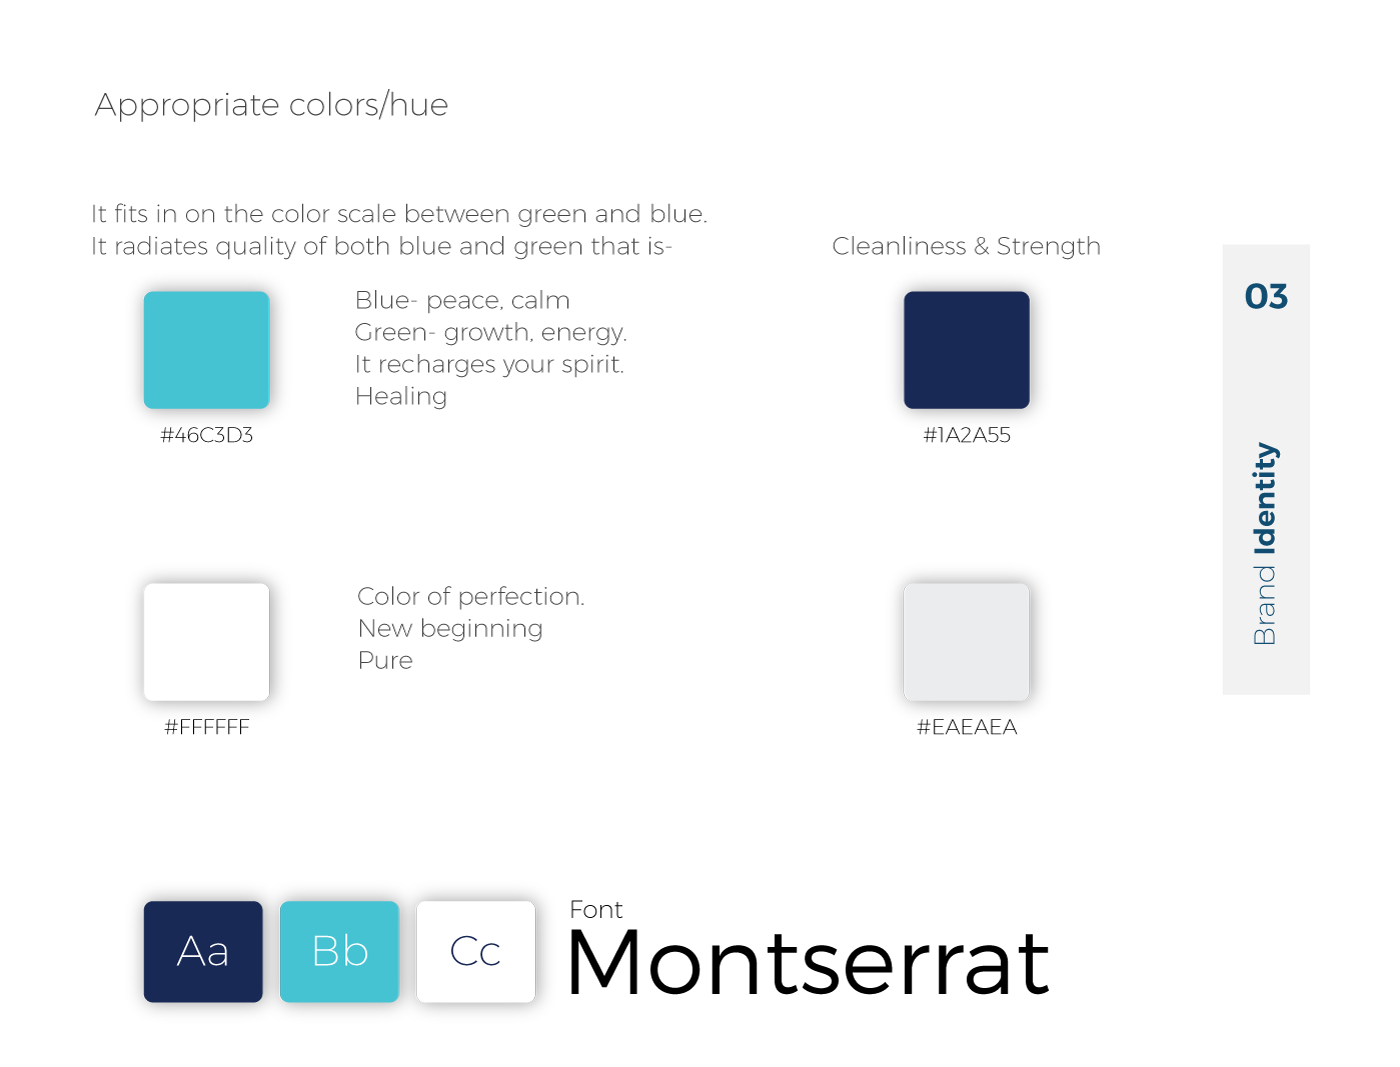 Appropriate colors/hue
It fits in on the color scale between green and blue.
It radiates quality of both blue and green that is-
Cleanliness & Strength
Blue- peace, calm
Green- growth, energy.
It recharges your spirit.
Healing
#46C3D3
#1A2A55
Color of perfection.
New beginning
Pure
#FFFFFF
#EAEAEA
03
Brand Identity
Aa
Bb
Cc
Font
Montserrat